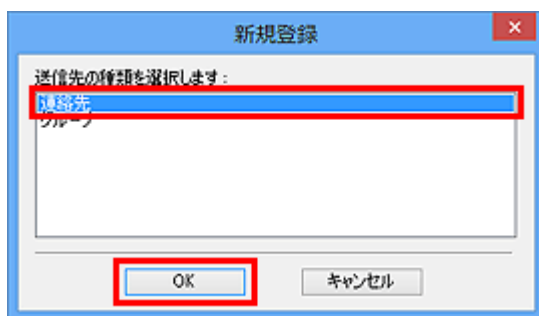 新規登録
送信先の種類を選択します：
連絡先
グループ
OK
キャンセル